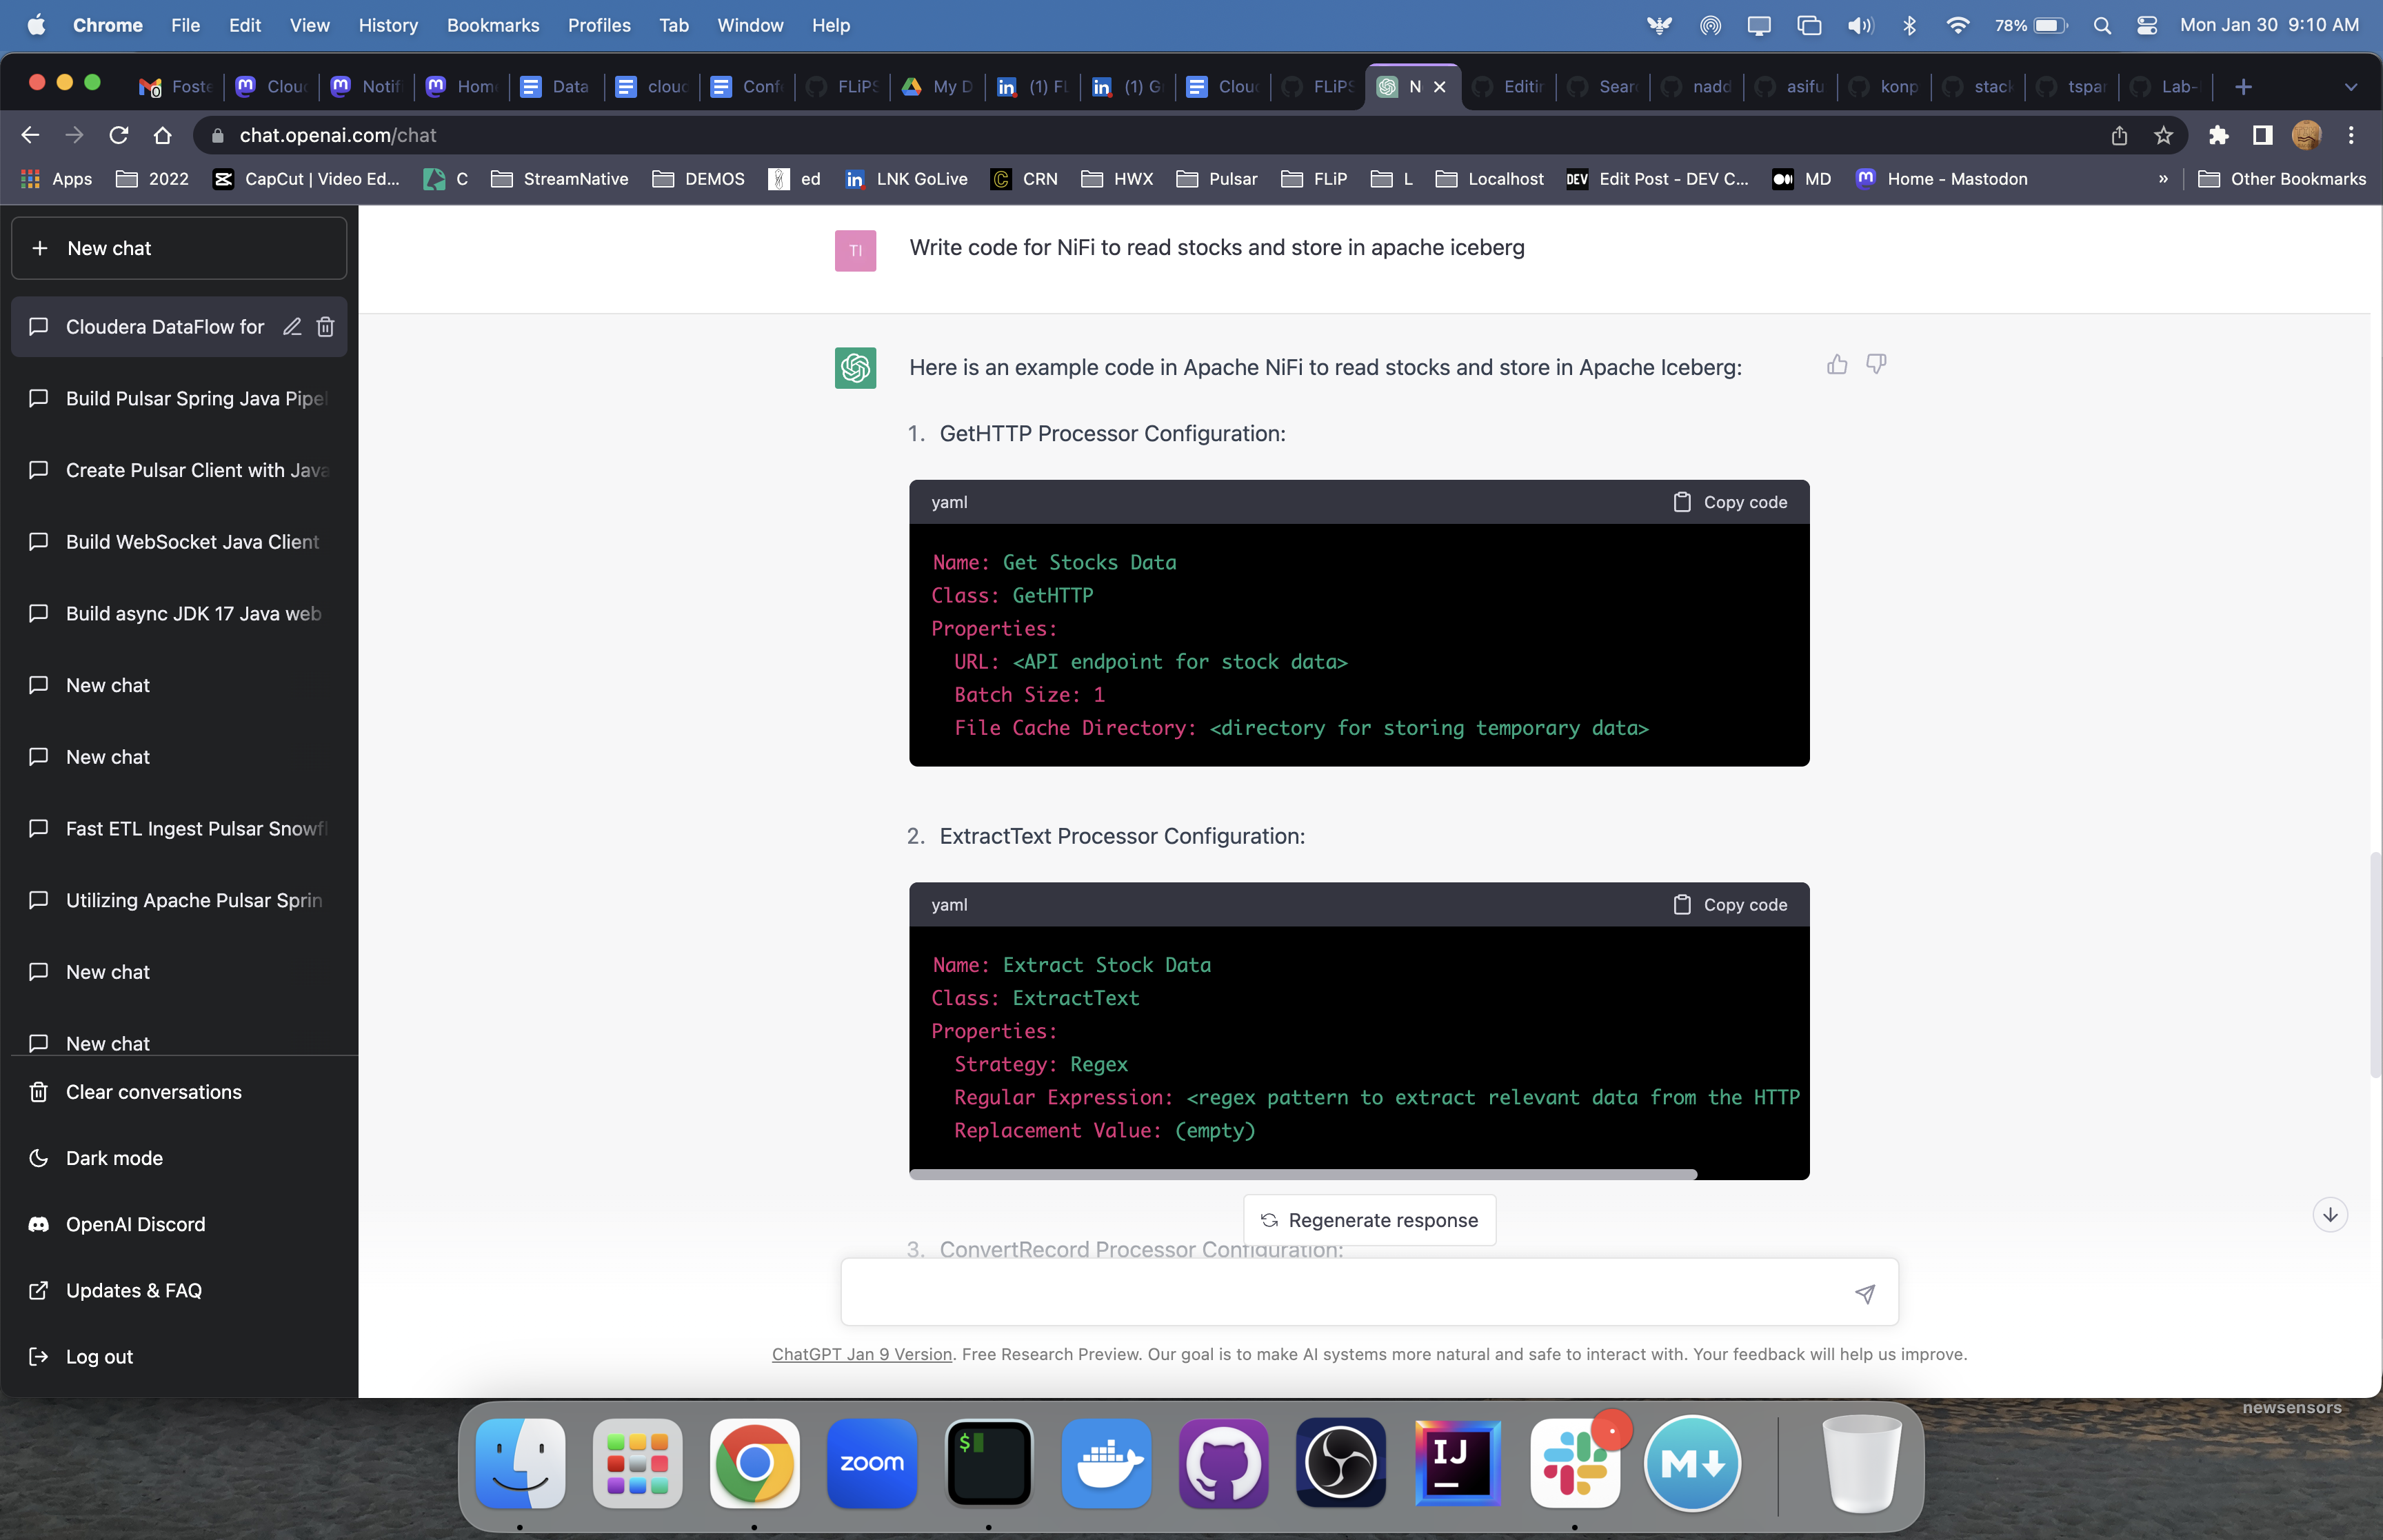 Chrome File Edit View History Bookmarks Profiles Tab Window Help 78% Mon Jan 30 9:10 AM
Foste Clou Notif Home Data cloud Confe FLiPS My D (1) FL (1) G Clou FLiPS N Editin Sear nadd asifu konp stack tspar Lab-
chat.openai.com/chat
Apps 2022 CapCut | Video Ed... C StreamNative DEMOS ed LNK GoLive CRN HWX Pulsar FLiP L Localhost DEV Edit Post - DEV C... MD Home - Mastodon » Other Bookmarks
New chat
Cloudera DataFlow for
Build Pulsar Spring Java Pipel
Create Pulsar Client with Java
Build WebSocket Java Client
Build async JDK 17 Java web
New chat
New chat
Fast ETL Ingest Pulsar Snowfl
Utilizing Apache Pulsar Sprin
New chat
New chat
Clear conversations
Dark mode
OpenAI Discord
Updates & FAQ
Log out
TI Write code for NiFi to read stocks and store in apache iceberg
Here is an example code in Apache NiFi to read stocks and store in Apache Iceberg:
1. GetHTTP Processor Configuration:
yaml Copy code
Name: Get Stocks Data
Class: GetHTTP
Properties:
URL: <API endpoint for stock data>
Batch Size: 1
File Cache Directory: <directory for storing temporary data>
2. ExtractText Processor Configuration:
yaml Copy code
Name: Extract Stock Data
Class: ExtractText
Properties:
Strategy: Regex
Regular Expression: <regex pattern to extract relevant data from the HTTP
Replacement Value: (empty)
Regenerate response
3. ConvertRecord Processor Configuration:
ChatGPT Jan 9 Version. Free Research Preview. Our goal is to make AI systems more natural and safe to interact with. Your feedback will help us improve.
newsensors
$ zoom IJ M